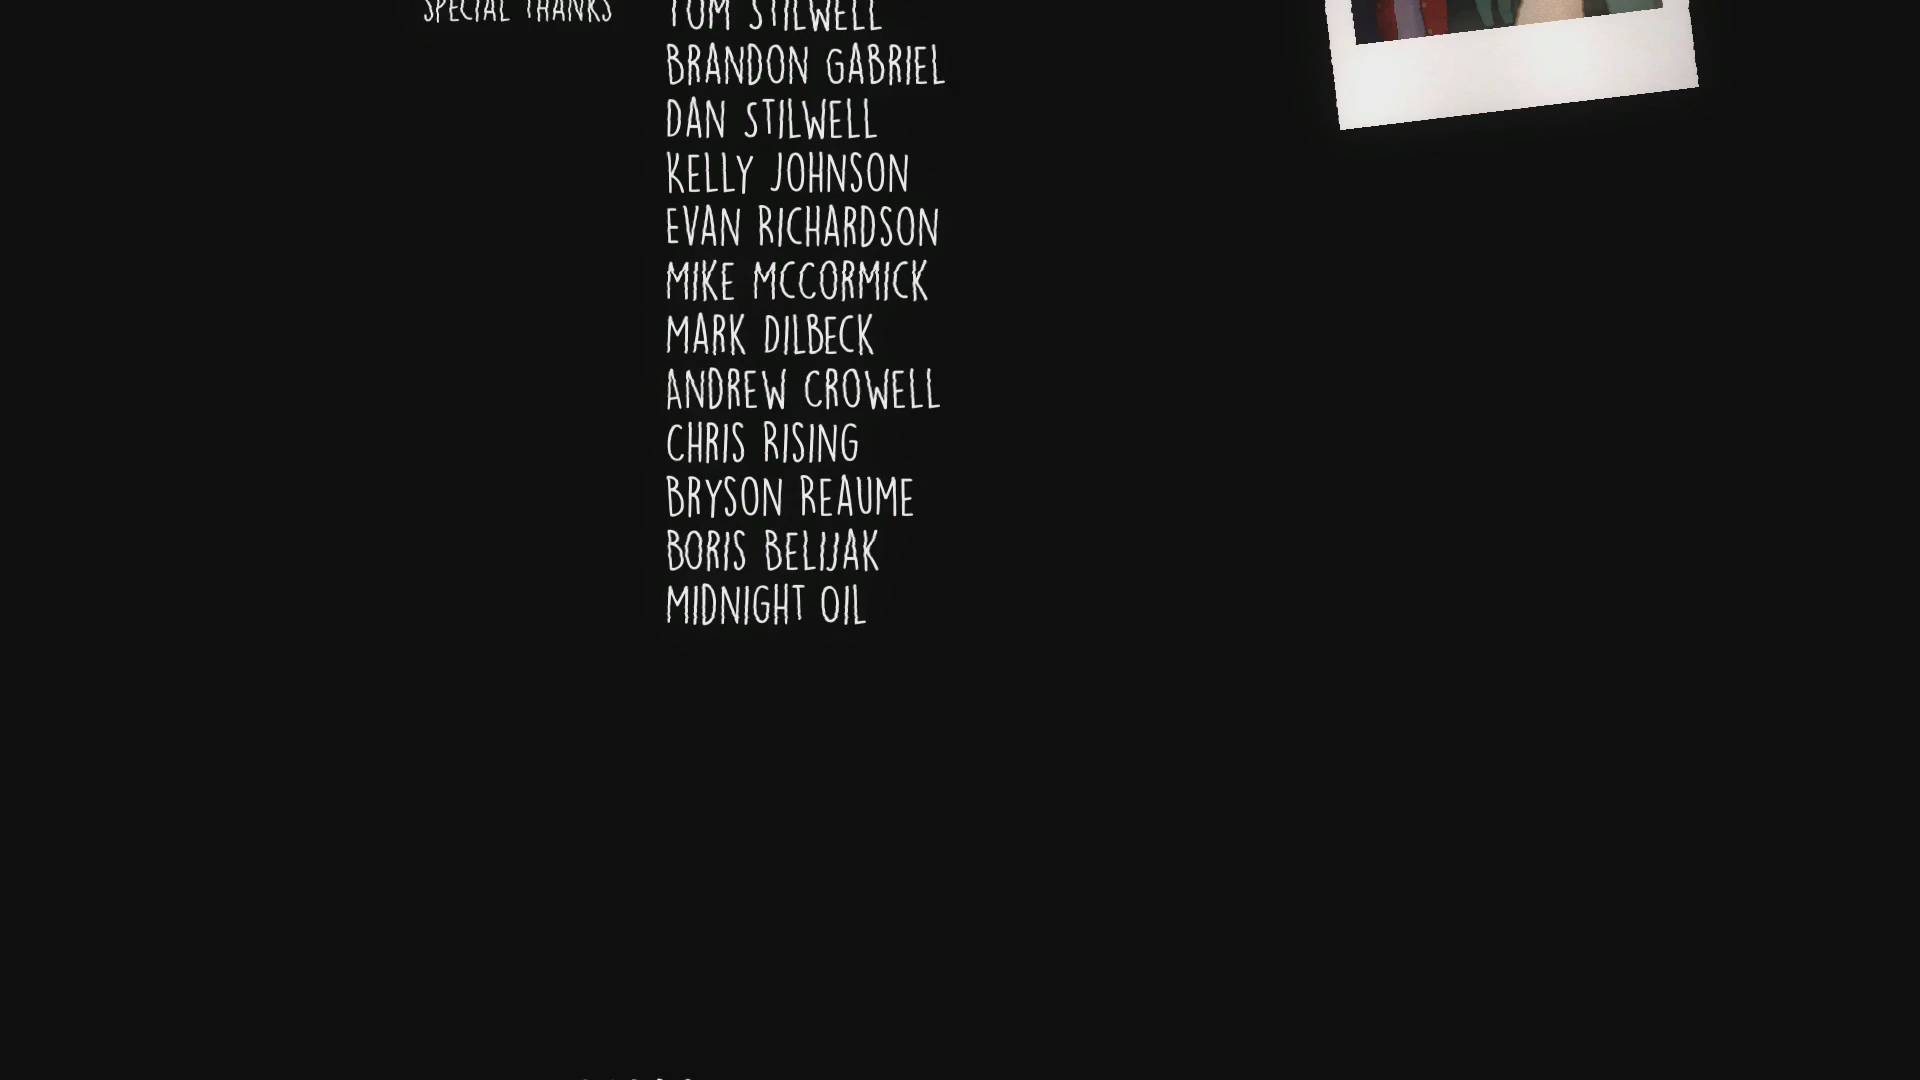 SPECIAL THANKS
TOM STILWELL
BRANDON GABRIEL
DAN STILWELL
KELLY JOHNSON
EVAN RICHARDSON
MIKE MCCORMICK
MARK DILBECK
ANDREW CROWELL
CHRIS RISING
BRYSON REAUME
BORIS BELIJAK
MIDNIGHT OIL